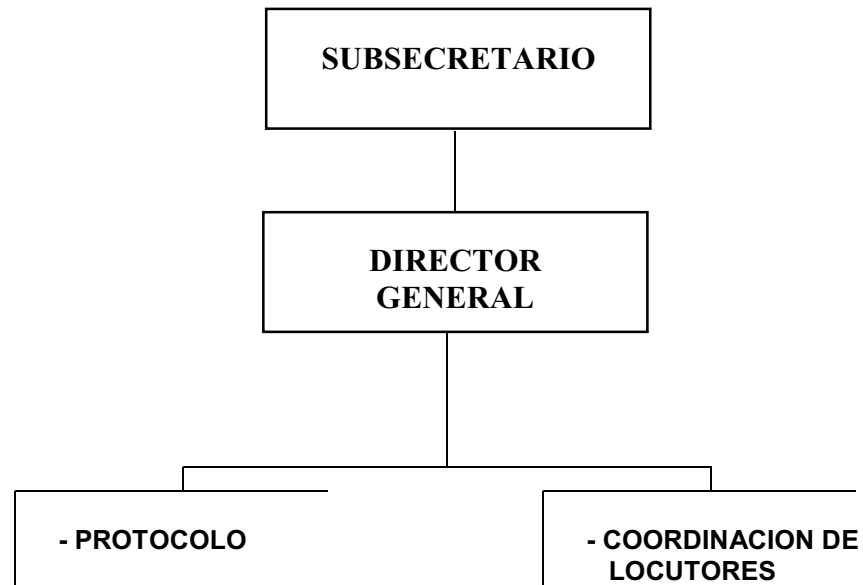 SUBSECRETARIO
DIRECTOR
GENERAL
- PROTOCOLO
- COORDINACION DE
LOCUTORES